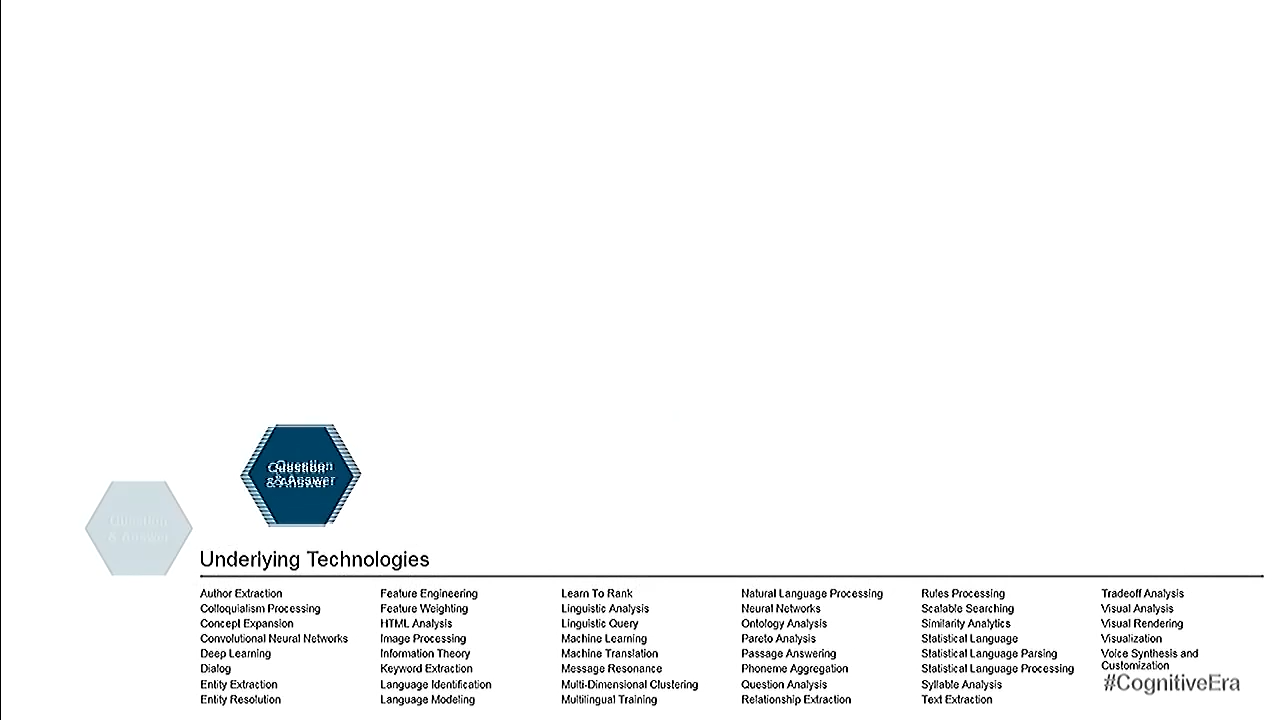 Question
& Answer
Question
& Answer
Underlying Technologies
Author Extraction
Colloquialism Processing
Concept Expansion
Convolutional Neural Networks
Deep Learning
Dialog
Entity Extraction
Entity Resolution
Feature Engineering
Feature Weighting
HTML Analysis
Image Processing
Information Theory
Keyword Extraction
Language Identification
Language Modeling
Learn To Rank
Linguistic Analysis
Linguistic Query
Machine Learning
Machine Translation
Message Resonance
Multi-Dimensional Clustering
Multilingual Training
Natural Language Processing
Neural Networks
Ontology Analysis
Pareto Analysis
Passage Answering
Phoneme Aggregation
Question Analysis
Relationship Extraction
Rules Processing
Scalable Searching
Similarity Analytics
Statistical Language
Statistical Language Parsing
Statistical Language Processing
Syllable Analysis
Text Extraction
Tradeoff Analysis
Visual Analysis
Visual Rendering
Visualization
Voice Synthesis and
Customization
#CognitiveEra